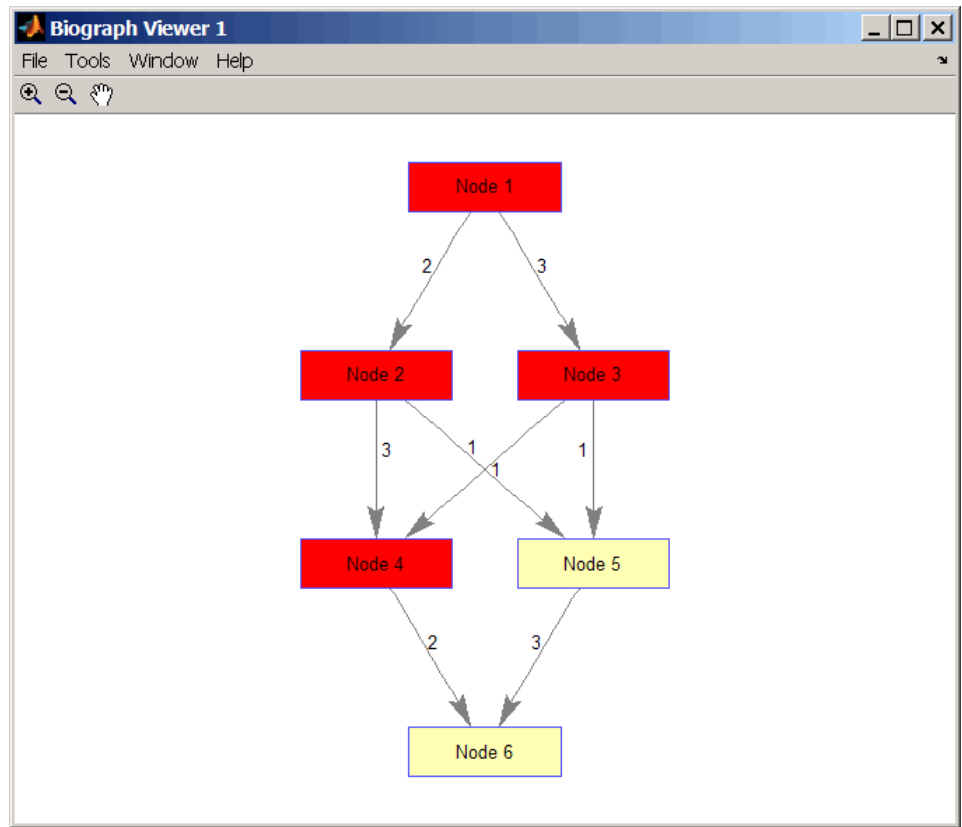 Biograph Viewer 1
File Tools Window Help
Node 1
2 3
Node 2 Node 3
3 1 1 1
Node 4 Node 5
2 3
Node 6